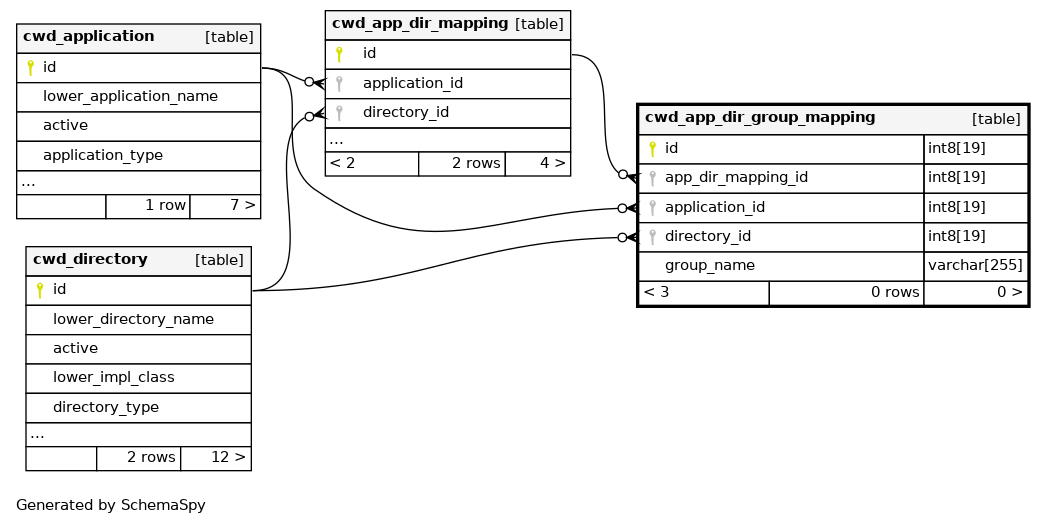 cwd_application [table]
id
lower_application_name
active
application_type
...
1 row 7 >
cwd_app_dir_mapping [table]
id
application_id
directory_id
...
< 2 2 rows 4 >
cwd_app_dir_group_mapping [table]
id int8[19]
app_dir_mapping_id int8[19]
application_id int8[19]
directory_id int8[19]
group_name varchar[255]
< 3 0 rows 0 >
cwd_directory [table]
id
lower_directory_name
active
lower_impl_class
directory_type
...
2 rows 12 >
Generated by SchemaSpy